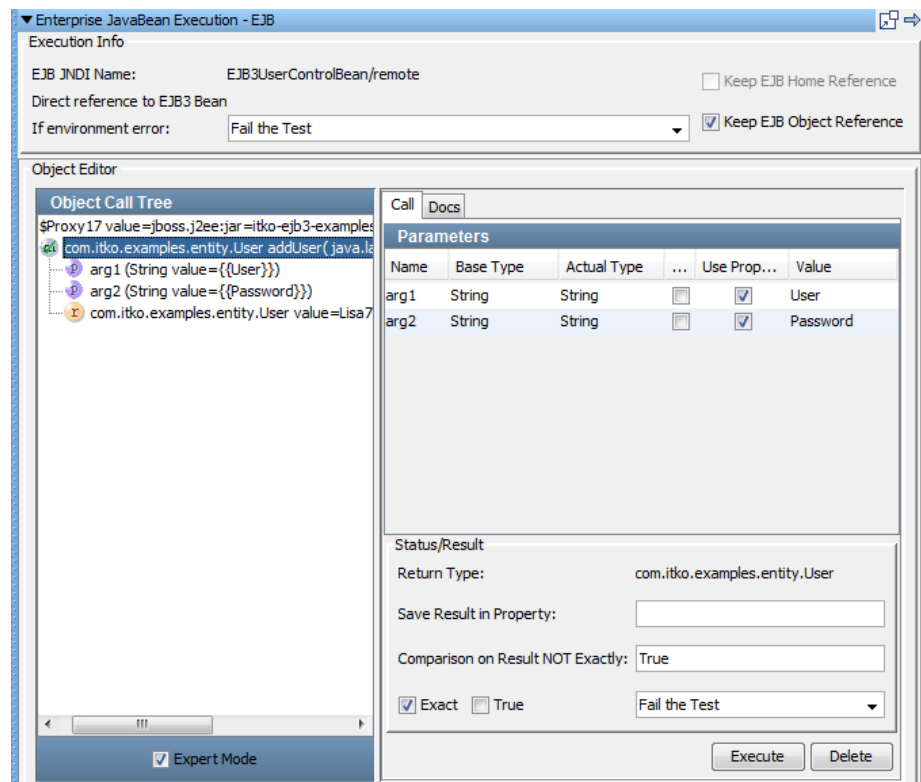 Enterprise JavaBean Execution - EJB
Execution Info
EJB JNDI Name: EJB3UserControlBean/remote
Keep EJB Home Reference
Direct reference to EJB3 Bean
If environment error: Fail the Test
Keep EJB Object Reference
Object Editor
Object Call Tree
$Proxy17 value=jboss.j2ee:jar=itko-ejb3-examples
com.itko.examples.entity.User addUser( java.la
arg1 (String value={{User}})
arg2 (String value={{Password}})
com.itko.examples.entity.User value=Lisa7
Expert Mode
Call Docs
Parameters
Name Base Type Actual Type ... Use Prop... Value
arg1 String String User
arg2 String String Password
Status/Result
Return Type: com.itko.examples.entity.User
Save Result in Property:
Comparison on Result NOT Exactly: True
Exact True Fail the Test
Execute Delete